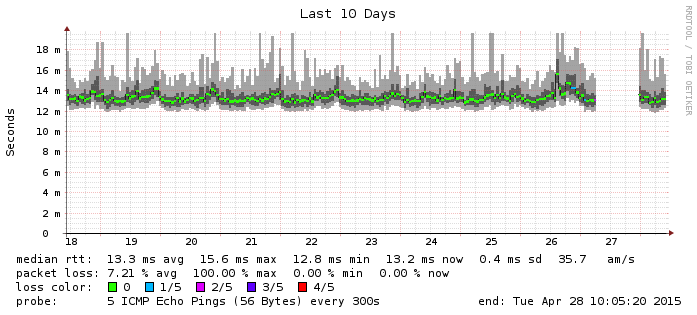 Last 10 Days
RRDTOOL / TOBI OETIKER
Seconds
18 m
16 m
14 m
12 m
10 m
8 m
6 m
4 m
2 m
0
18 19 20 21 22 23 24 25 26 27
median rtt: 13.3 ms avg 15.6 ms max 12.8 ms min 13.2 ms now 0.4 ms sd 35.7 am/s
packet loss: 7.21 % avg 100.00 % max 0.00 % min 0.00 % now
loss color: 0 1/5 2/5 3/5 4/5
probe: 5 ICMP Echo Pings (56 Bytes) every 300s end: Tue Apr 28 10:05:20 2015